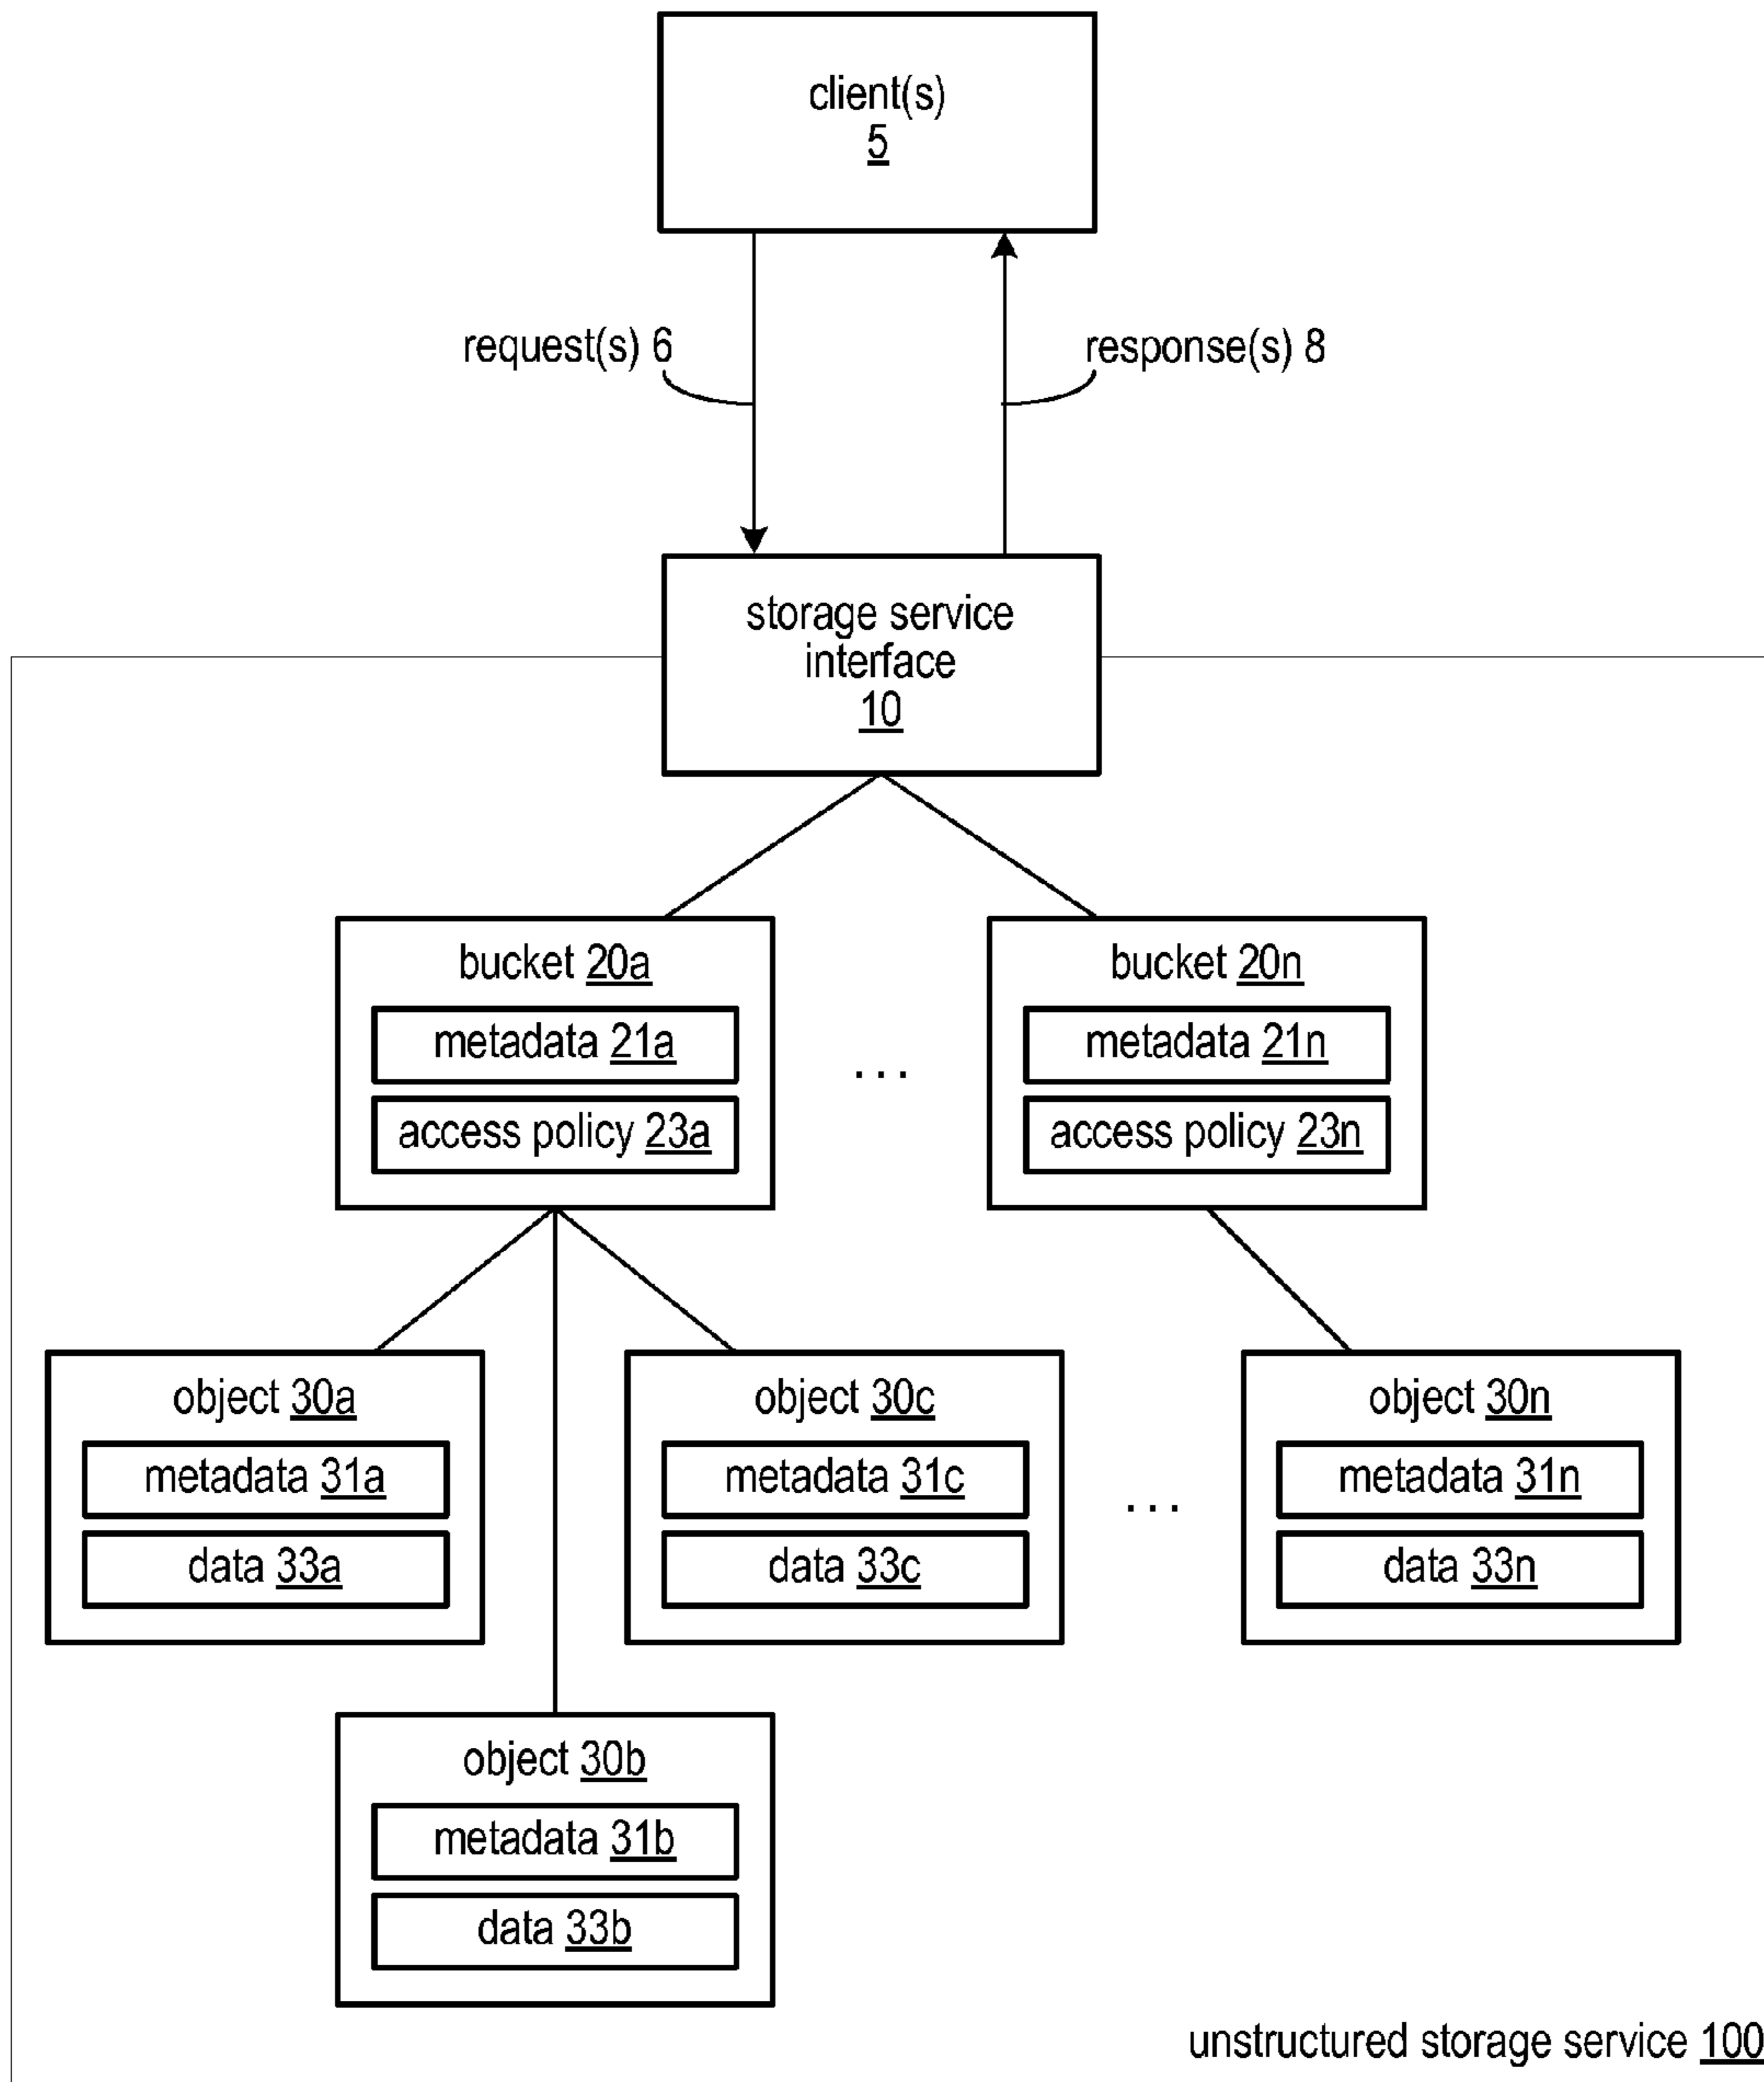 client(s)
5
request(s) 6
response(s) 8
storage service
interface
10
bucket 20a
metadata 21a
access policy 23a
...
bucket 20n
metadata 21n
access policy 23n
object 30a
metadata 31a
data 33a
object 30c
metadata 31c
data 33c
...
object 30n
metadata 31n
data 33n
object 30b
metadata 31b
data 33b
unstructured storage service 100